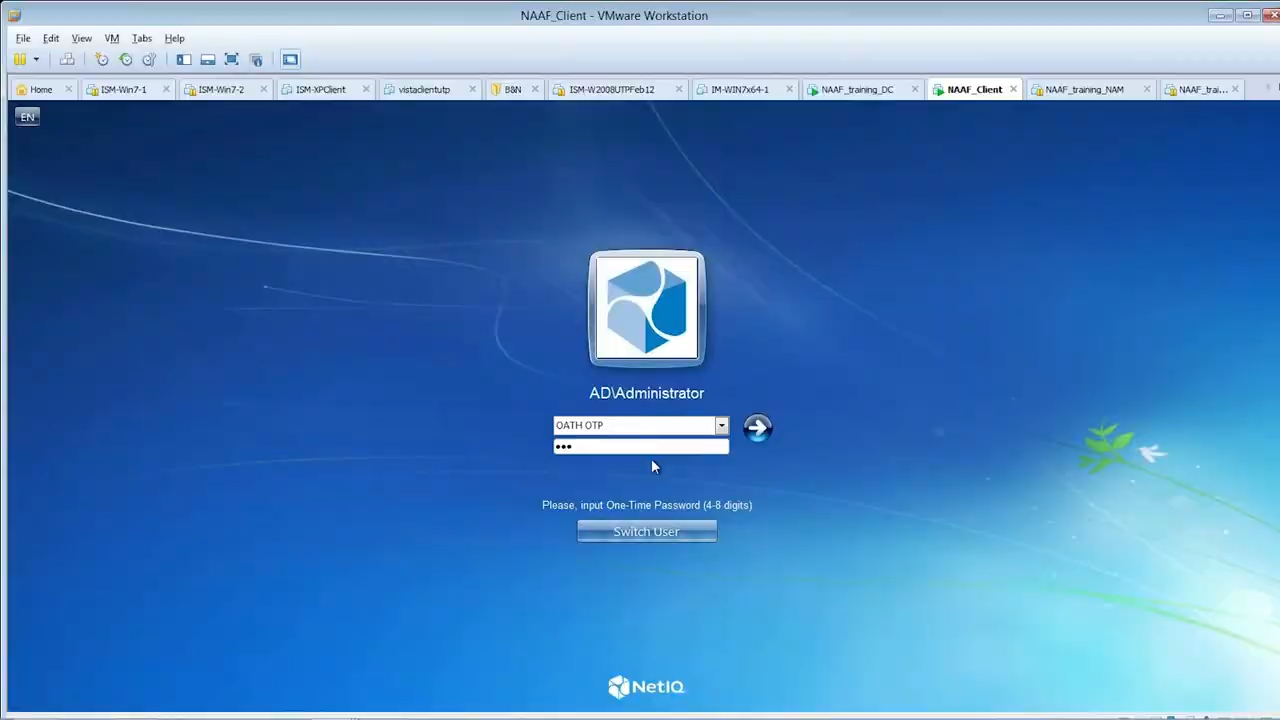 NAAF_Client - VMware Workstation
File Edit View VM Tabs Help
Home ISM-Win7-1 ISM-Win7-2 ISM-XPClient vistaclientutp B&N ISM-W2008UTPFeb12 IM-WIN7x64-1 NAAF_training_DC NAAF_Client NAAF_training_NAM NAAF_trai...
EN
AD\Administrator
OATH OTP
Please, input One-Time Password (4-8 digits)
Switch User
NetIQ